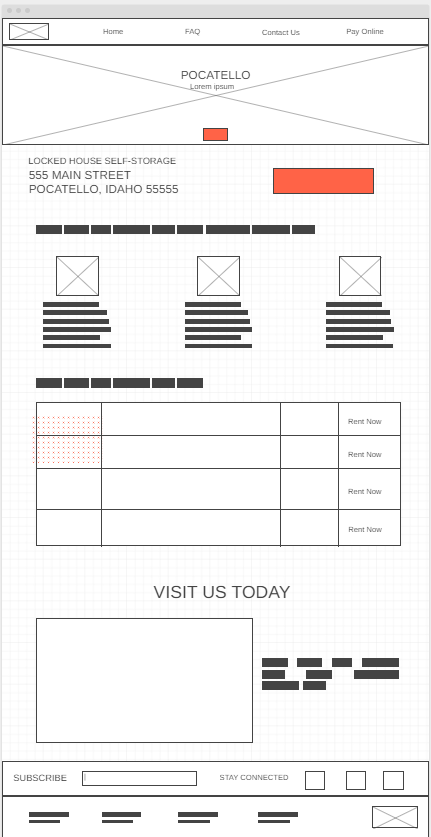 Home FAQ Contact Us Pay Online
POCATELLO
Lorem ipsum
LOCKED HOUSE SELF-STORAGE
555 MAIN STREET
POCATELLO, IDAHO 55555
Rent Now
Rent Now
Rent Now
Rent Now
VISIT US TODAY
SUBSCRIBE STAY CONNECTED